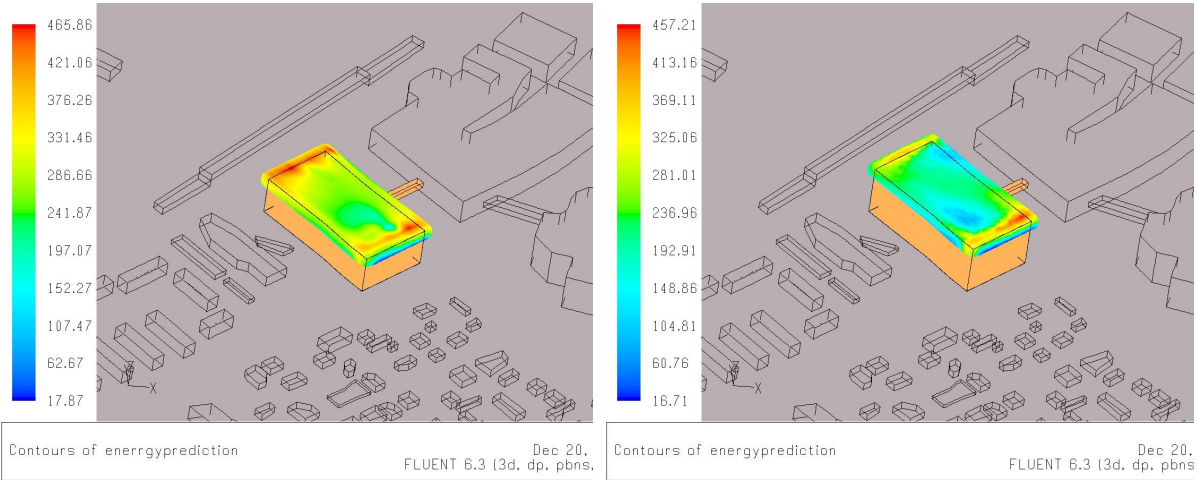 465.86
421.06
376.26
331.46
286.66
241.87
197.07
152.27
107.47
62.67
17.87
Z
X
Contours of enerrgyprediction
Dec 20,
FLUENT 6.3 (3d, dp, pbns,
457.21
413.16
369.11
325.06
281.01
236.96
192.91
148.86
104.81
60.76
16.71
Z
X
Contours of enerrgyprediction
Dec 20,
FLUENT 6.3 (3d, dp, pbns,